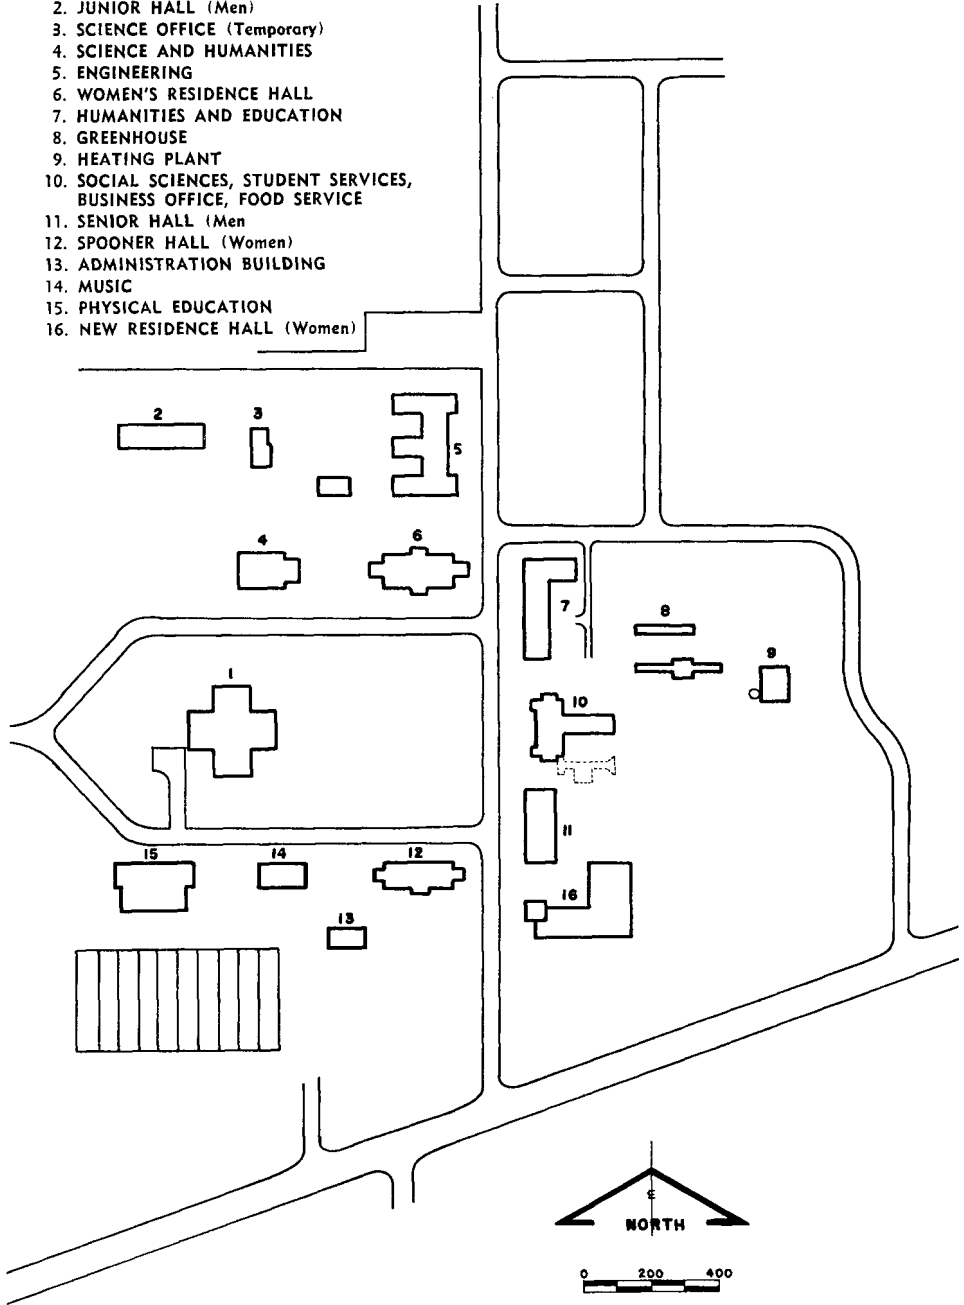 2. JUNIOR HALL (Men)
3. SCIENCE OFFICE (Temporary)
4. SCIENCE AND HUMANITIES
5. ENGINEERING
6. WOMEN'S RESIDENCE HALL
7. HUMANITIES AND EDUCATION
8. GREENHOUSE
9. HEATING PLANT
10. SOCIAL SCIENCES, STUDENT SERVICES,
BUSINESS OFFICE, FOOD SERVICE
11. SENIOR HALL (Men
12. SPOONER HALL (Women)
13. ADMINISTRATION BUILDING
14. MUSIC
15. PHYSICAL EDUCATION
16. NEW RESIDENCE HALL (Women)
2
3
5
4
6
7
8
9
1
10
11
15
14
12
16
13
NORTH
0 200 400